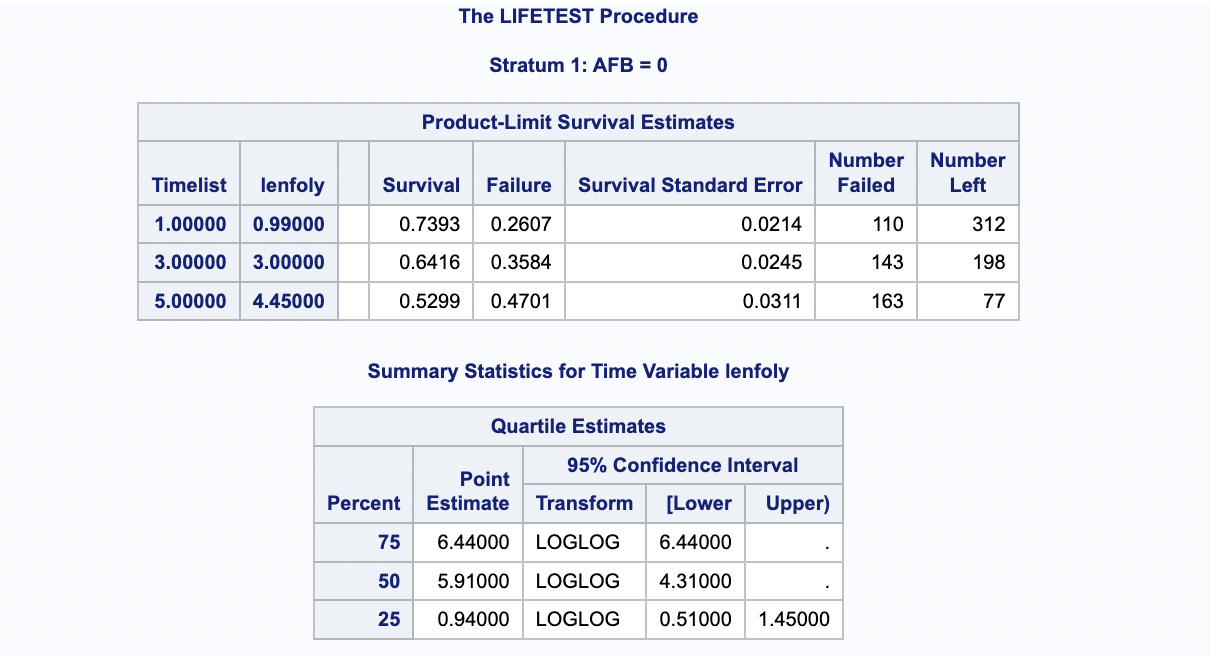 The LIFETEST Procedure
Stratum 1: AFB = 0
Product-Limit Survival Estimates
Timelist lenfoly Survival Failure Survival Standard Error Number Failed Number Left
1.00000 0.99000 0.7393 0.2607 0.0214 110 312
3.00000 3.00000 0.6416 0.3584 0.0245 143 198
5.00000 4.45000 0.5299 0.4701 0.0311 163 77
Summary Statistics for Time Variable lenfoly
Quartile Estimates
Percent Point Estimate 95% Confidence Interval
Transform [Lower Upper)
75 6.44000 LOGLOG 6.44000 .
50 5.91000 LOGLOG 4.31000 .
25 0.94000 LOGLOG 0.51000 1.45000